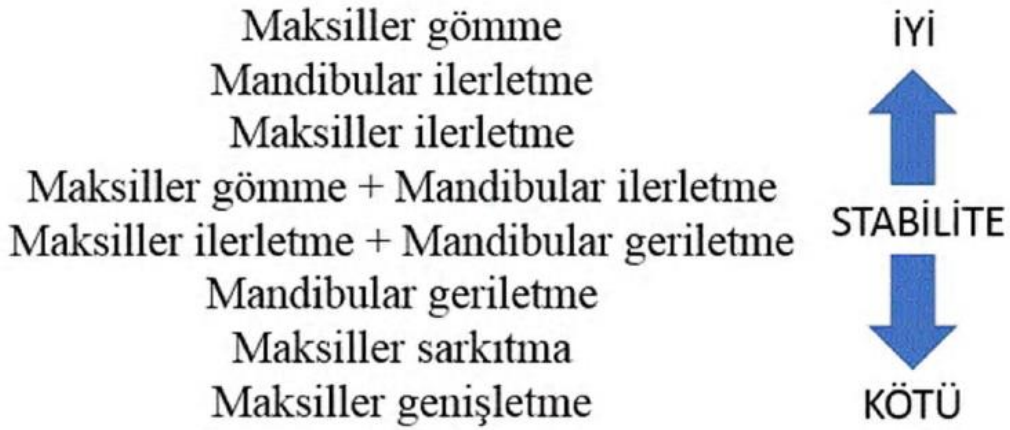 Maksiller gömme
Mandibular ilerletme
Maksiller ilerletme
Maksiller gömme + Mandibular ilerletme
Maksiller ilerletme + Mandibular geriletme
Mandibular geriletme
Maksiller sarkıtma
Maksiller genişletme
İYİ
STABİLİTE
KÖTÜ